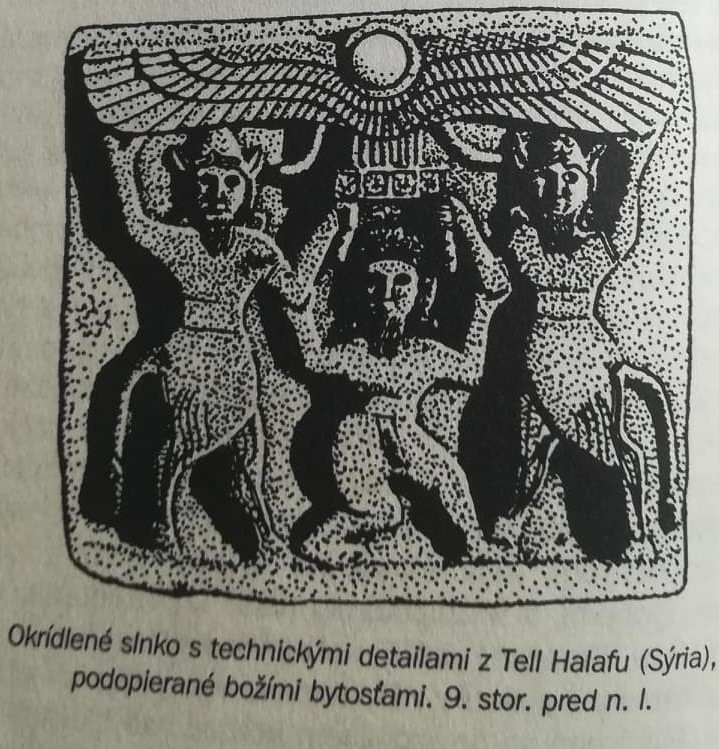 Okrídlené slnko s technickými detailami z Tell Halafu (Sýria),
podopierané božími bytosťami. 9. stor. pred n. l.